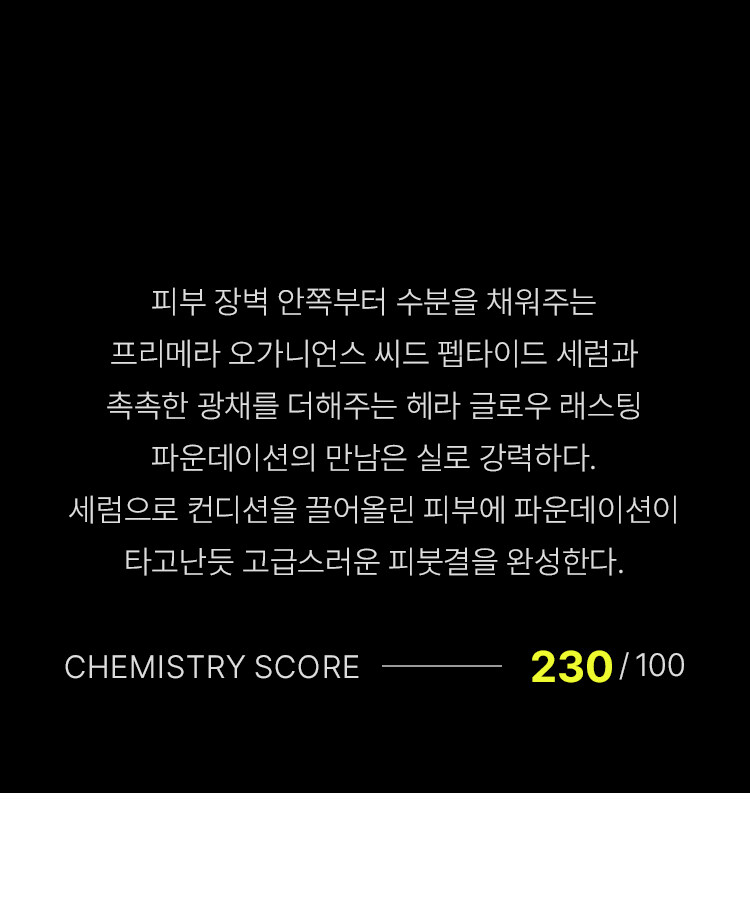 피부 장벽 안쪽부터 수분을 채워주는
프리메라 오가니언스 씨드 펩타이드 세럼과
촉촉한 광채를 더해주는 헤라 글로우 래스팅
파운데이션의 만남은 실로 강력하다.
세럼으로 컨디션을 끌어올린 피부에 파운데이션이
타고난듯 고급스러운 피붓결을 완성한다.
CHEMISTRY SCORE 230 / 100